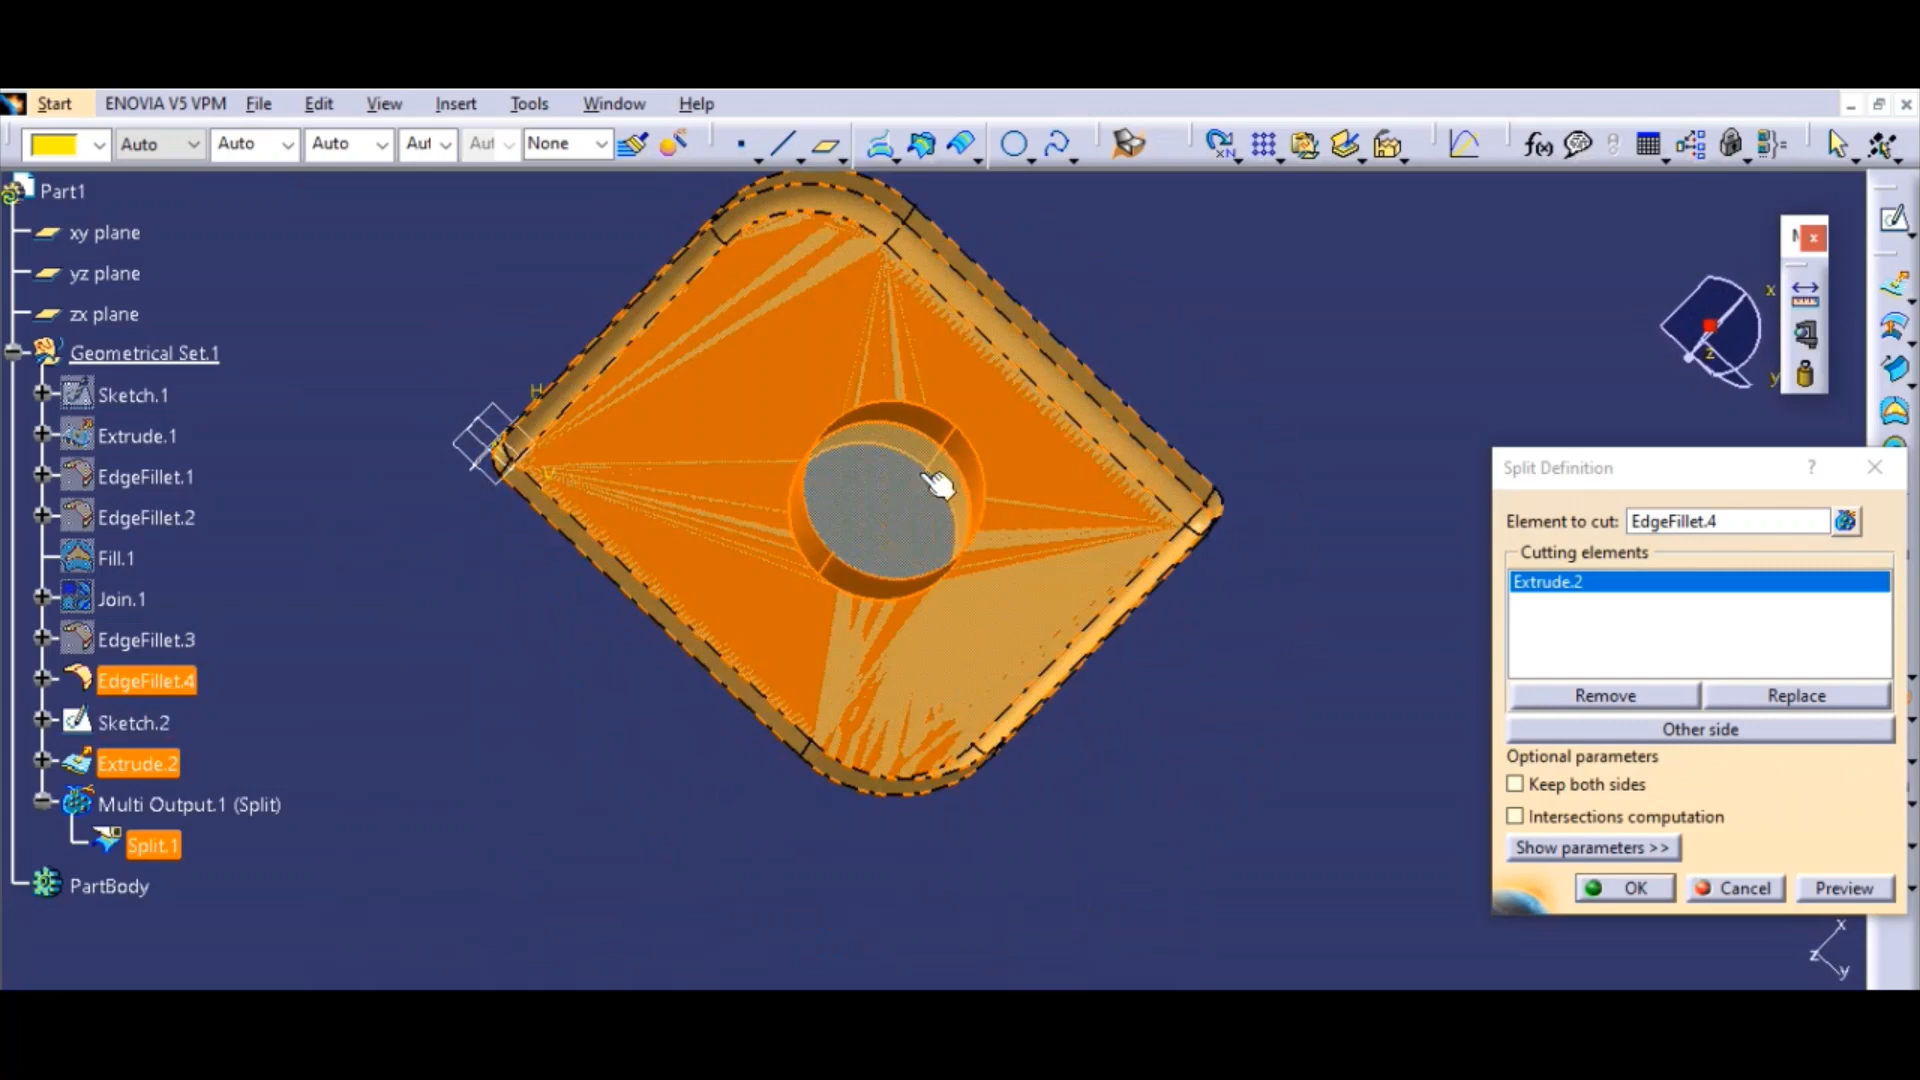 Start ENOVIA V5 VPM File Edit View Insert Tools Window Help
Auto Auto Auto Aut Aut None
Part1
xy plane
yz plane
zx plane
Geometrical Set.1
Sketch.1
Extrude.1
EdgeFillet.1
EdgeFillet.2
Fill.1
Join.1
EdgeFillet.3
EdgeFillet.4
Sketch.2
Extrude.2
Multi Output.1 (Split)
Split.1
PartBody
H
V
x
z
y
Split Definition ?
Element to cut: EdgeFillet.4
Cutting elements
Extrude.2
Remove Replace
Other side
Optional parameters
Keep both sides
Intersections computation
Show parameters >>
OK Cancel Preview
x
z
y